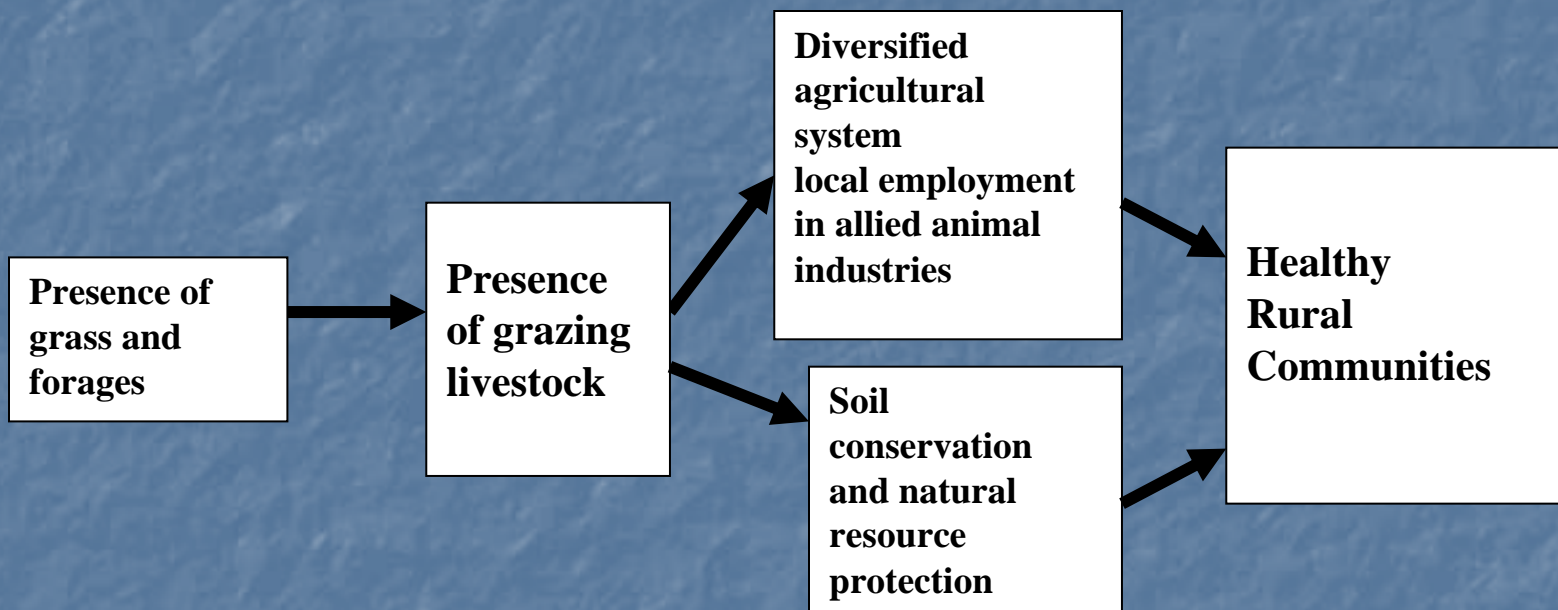 Presence of
grass and
forages
Presence
of grazing
livestock
Diversified
agricultural
system
local employment
in allied animal
industries
Soil
conservation
and natural
resource
protection
Healthy
Rural
Communities